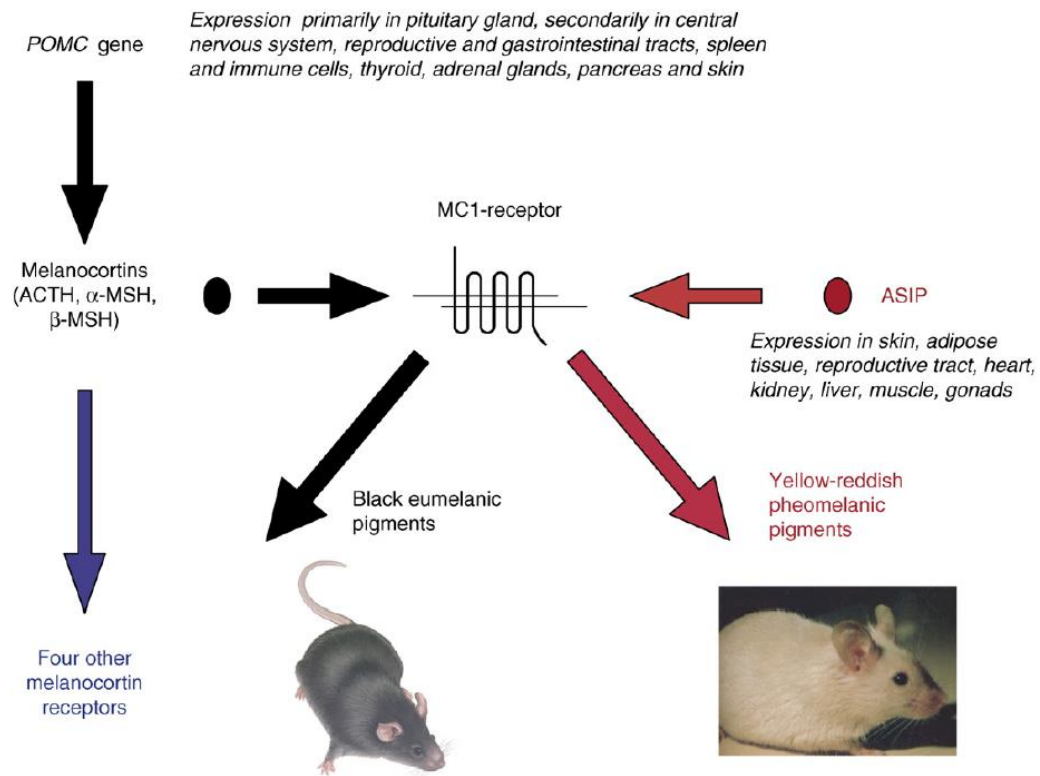 POMC gene
Expression primarily in pituitary gland, secondarily in central
nervous system, reproductive and gastrointestinal tracts, spleen
and immune cells, thyroid, adrenal glands, pancreas and skin
MC1-receptor
Melanocortins
(ACTH, α-MSH,
β-MSH)
ASIP
Expression in skin, adipose
tissue, reproductive tract, heart,
kidney, liver, muscle, gonads
Black eumelanic
pigments
Yellow-reddish
pheomelanic
pigments
Four other
melanocortin
receptors